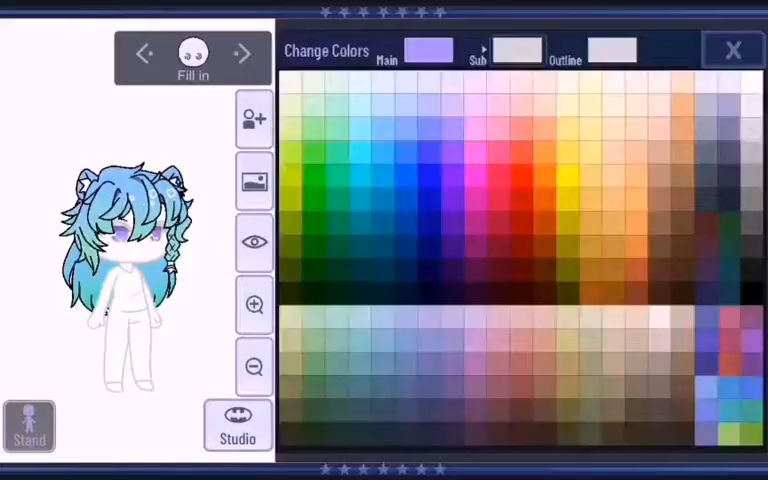 Fill in
Change Colors
Main
Sub
Outline
X
Stand
Studio